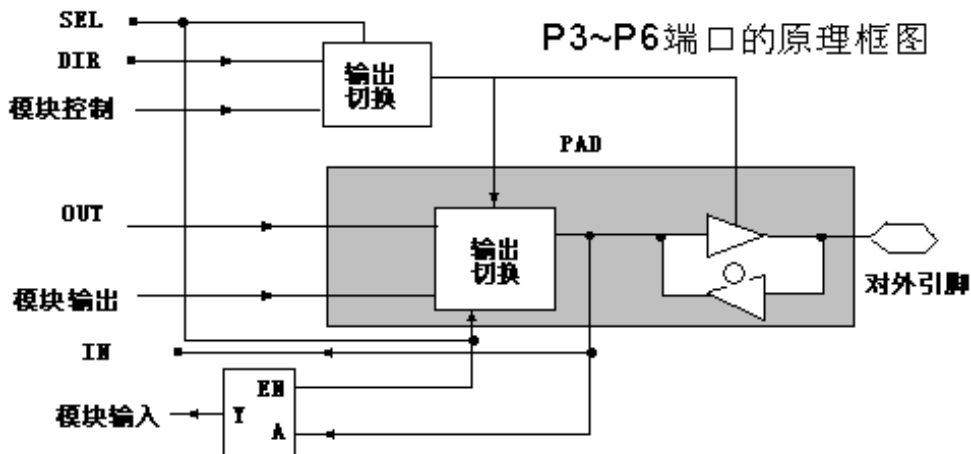 SEL
P3~P6端口的原理框图
DIR
输出
切换
模块控制
PAD
OUT
输出
切换
模块输出
对外引脚
IN
EN
模块输入
Y
A